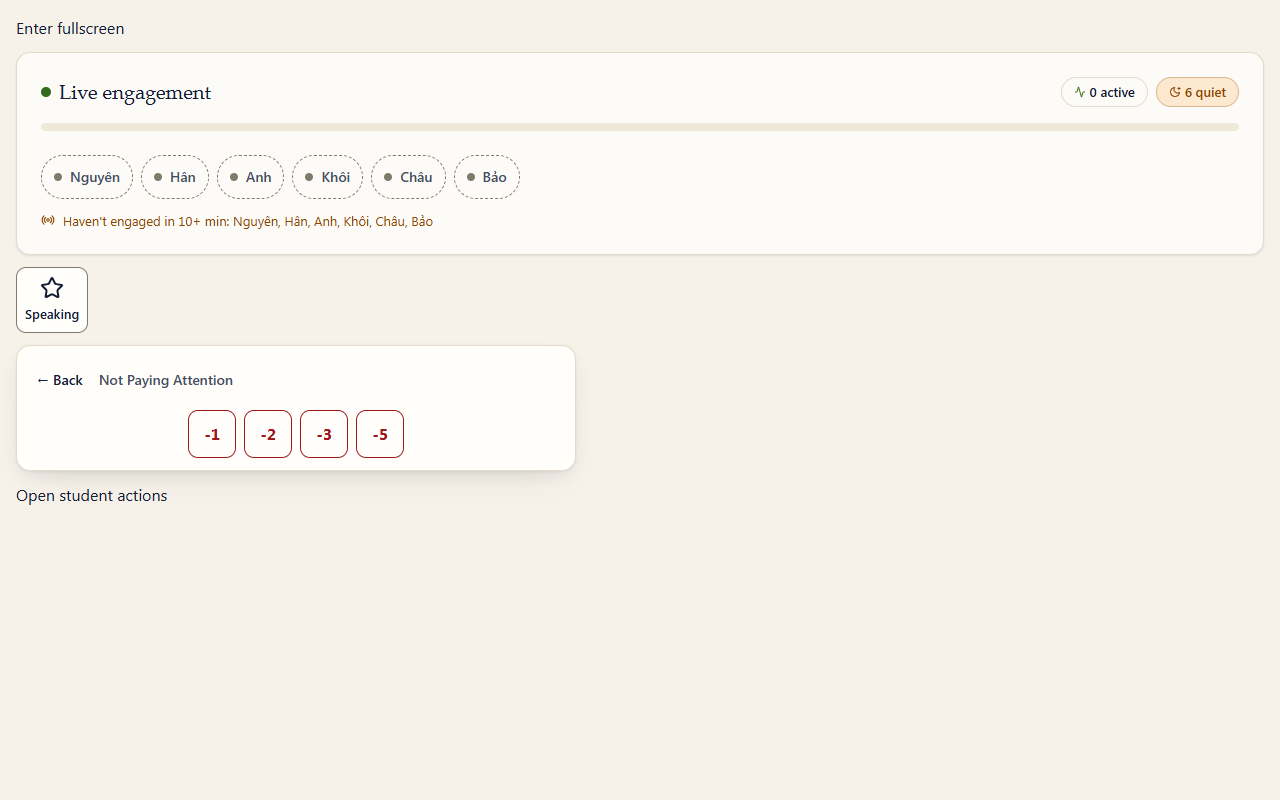 Enter fullscreen
Live engagement
0 active
6 quiet
Nguyên Hân Anh Khôi Châu Bảo
Haven't engaged in 10+ min: Nguyên, Hân, Anh, Khôi, Châu, Bảo
Speaking
← Back Not Paying Attention
-1 -2 -3 -5
Open student actions